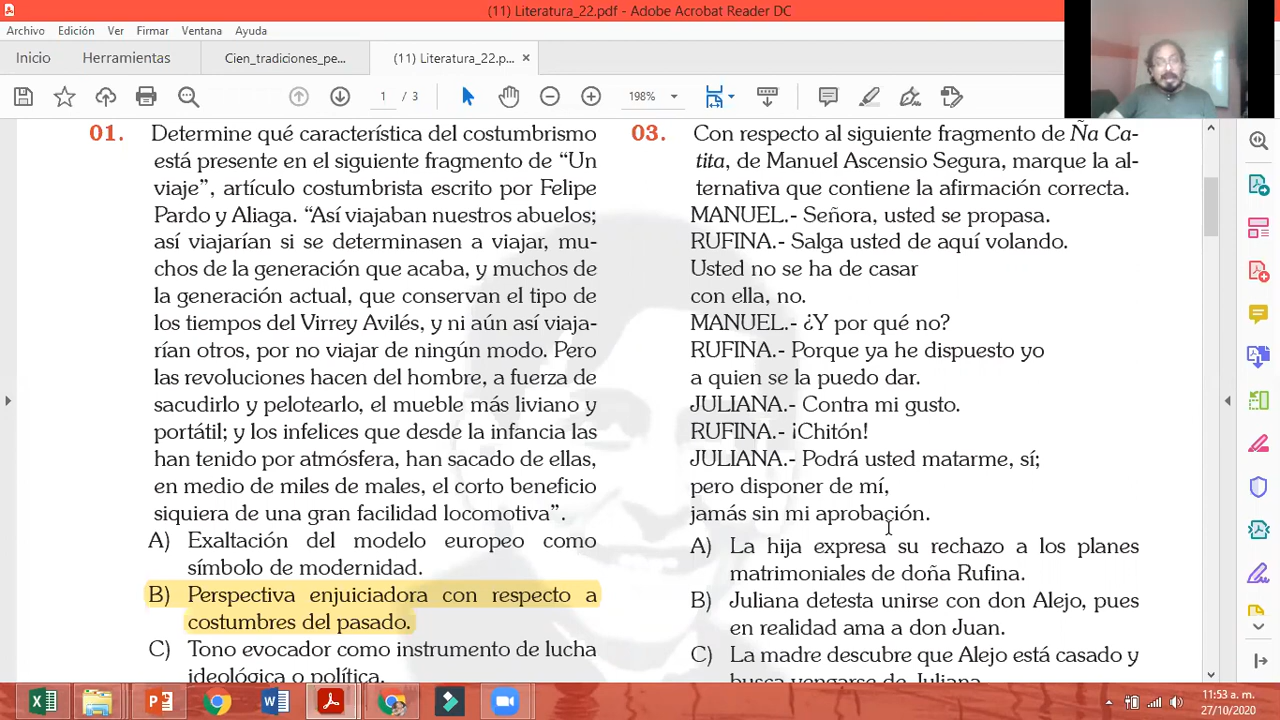 (11) Literatura_22.pdf - Adobe Acrobat Reader DC
Archivo Edición Ver Firmar Ventana Ayuda
Inicio Herramientas Cien_tradiciones_pe... (11) Literatura_22.p... ×
1 / 3 198%
01. Determine qué característica del costumbrismo
está presente en el siguiente fragmento de “Un
viaje”, artículo costumbrista escrito por Felipe
Pardo y Aliaga. “Así viajaban nuestros abuelos;
así viajarían si se determinasen a viajar, mu-
chos de la generación que acaba, y muchos de
la generación actual, que conservan el tipo de
los tiempos del Virrey Avilés, y ni aún así viaja-
rían otros, por no viajar de ningún modo. Pero
las revoluciones hacen del hombre, a fuerza de
sacudirlo y pelotearlo, el mueble más liviano y
portátil; y los infelices que desde la infancia las
han tenido por atmósfera, han sacado de ellas,
en medio de miles de males, el corto beneficio
siquiera de una gran facilidad locomotiva”.
A) Exaltación del modelo europeo como
símbolo de modernidad.
B) Perspectiva enjuiciadora con respecto a
costumbres del pasado.
C) Tono evocador como instrumento de lucha
ideológica o política.
03. Con respecto al siguiente fragmento de Ña Ca-
tita, de Manuel Ascensio Segura, marque la al-
ternativa que contiene la afirmación correcta.
MANUEL.- Señora, usted se propasa.
RUFINA.- Salga usted de aquí volando.
Usted no se ha de casar
con ella, no.
MANUEL.- ¿Y por qué no?
RUFINA.- Porque ya he dispuesto yo
a quien se la puedo dar.
JULIANA.- Contra mi gusto.
RUFINA.- ¡Chitón!
JULIANA.- Podrá usted matarme, sí;
pero disponer de mí,
jamás sin mi aprobación.
A) La hija expresa su rechazo a los planes
matrimoniales de doña Rufina.
B) Juliana detesta unirse con don Alejo, pues
en realidad ama a don Juan.
C) La madre descubre que Alejo está casado y
busca vengarse de Juliana.
11:53 a. m.
27/10/2020